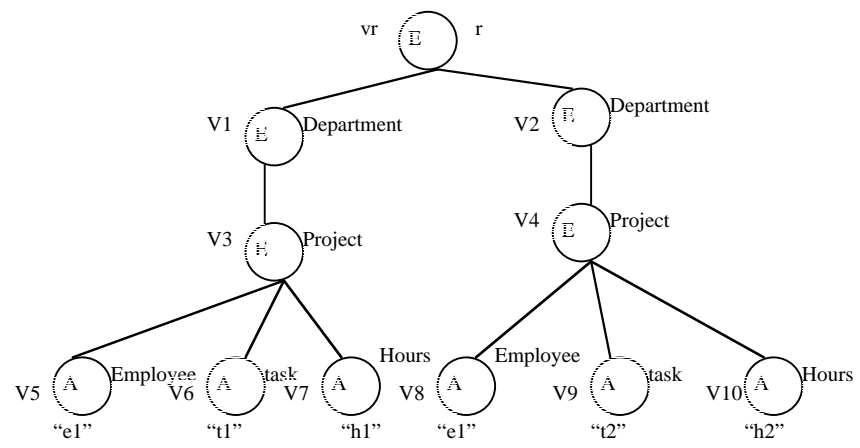 vr E r
V1 E Department V2 E Department
V3 E Project V4 E Project
V5 A Employee V6 A task V7 A Hours V8 A Employee V9 A task V10 A Hours
“e1” “t1” “h1” “e1” “t2” “h2”